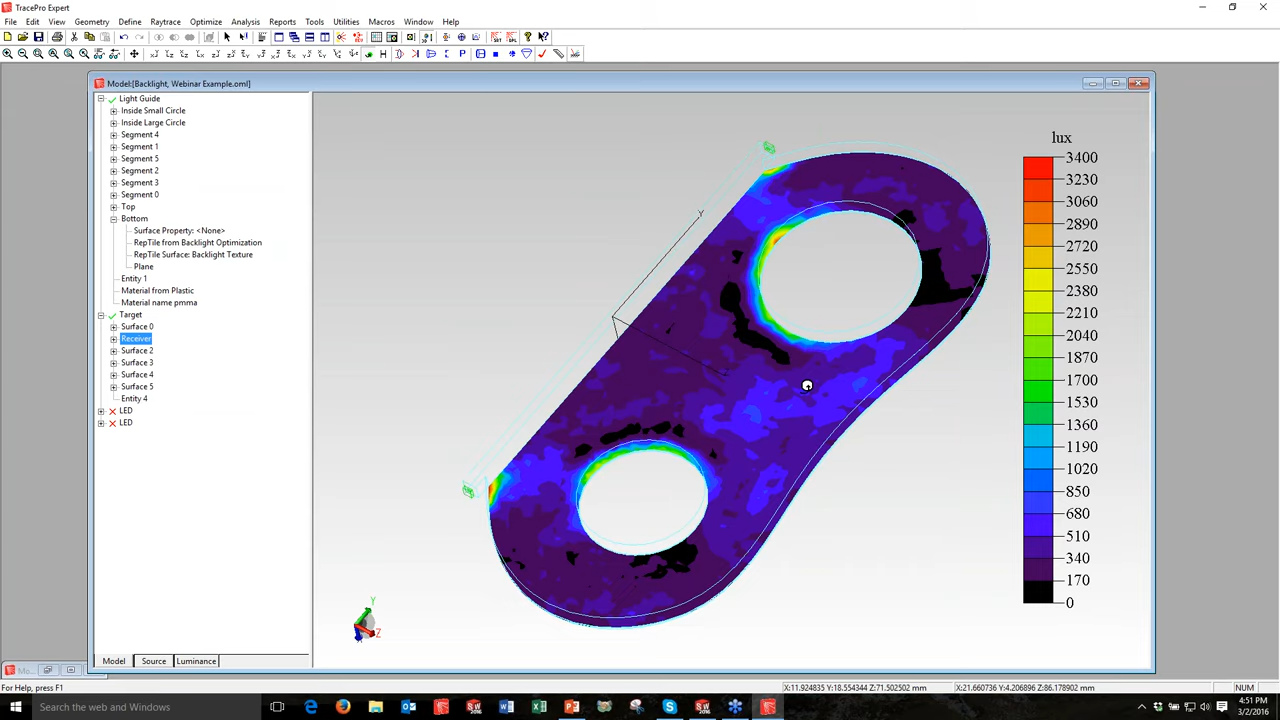 TracePro Expert
File Edit View Geometry Define Raytrace Optimize Analysis Reports Tools Utilities Macros Window Help
Model:[Backlight, Webinar Example.oml]
Light Guide
Inside Small Circle
Inside Large Circle
Segment 4
Segment 1
Segment 5
Segment 2
Segment 3
Segment 0
Top
Bottom
Surface Property: <None>
RepTile from Backlight Optimization
RepTile Surface: Backlight Texture
Plane
Entity 1
Material from Plastic
Material name pmma
Target
Surface 0
Receiver
Surface 2
Surface 3
Surface 4
Surface 5
Entity 4
LED
LED
Y
Y
Z
lux
3400
3230
3060
2890
2720
2550
2380
2210
2040
1870
1700
1530
1360
1190
1020
850
680
510
340
170
0
Model Source Luminance
For Help, press F1
X:11.924835 Y:18.554344 Z:71.502502 mm
X:21.660736 Y:4.206896 Z:86.178902 mm
NUM
Search the web and Windows
4:51 PM
3/2/2016